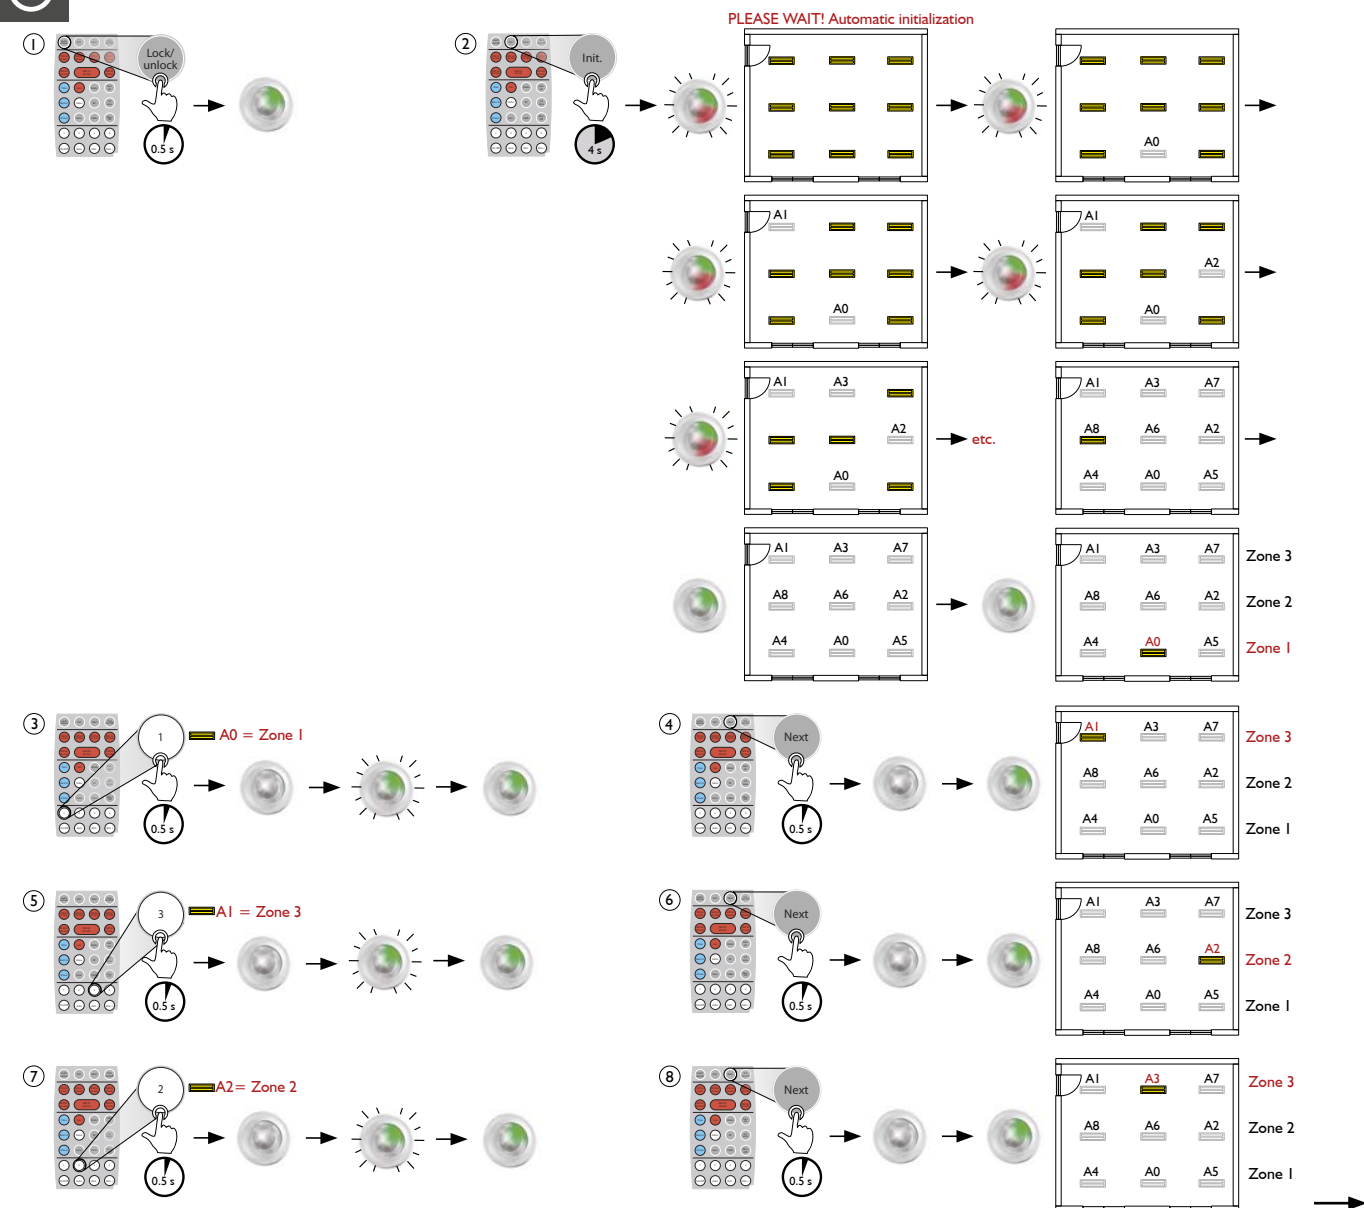 PLEASE WAIT! Automatic initialization
1
Lock/
unlock
0.5 s
2
Init.
4 s
A0
A1
A0
A1
A2
A0
A1 A3
A2
A0
etc.
A1 A3 A7
A8 A6 A2
A4 A0 A5
A1 A3 A7
A8 A6 A2
A4 A0 A5
A1 A3 A7 Zone 3
A8 A6 A2 Zone 2
A4 A0 A5 Zone 1
3
1
A0 = Zone 1
0.5 s
4
Next
0.5 s
A1 A3 A7 Zone 3
A8 A6 A2 Zone 2
A4 A0 A5 Zone 1
5
3
A1 = Zone 3
0.5 s
6
Next
0.5 s
A1 A3 A7 Zone 3
A8 A6 A2 Zone 2
A4 A0 A5 Zone 1
7
2
A2= Zone 2
0.5 s
8
Next
0.5 s
A1 A3 A7 Zone 3
A8 A6 A2 Zone 2
A4 A0 A5 Zone 1